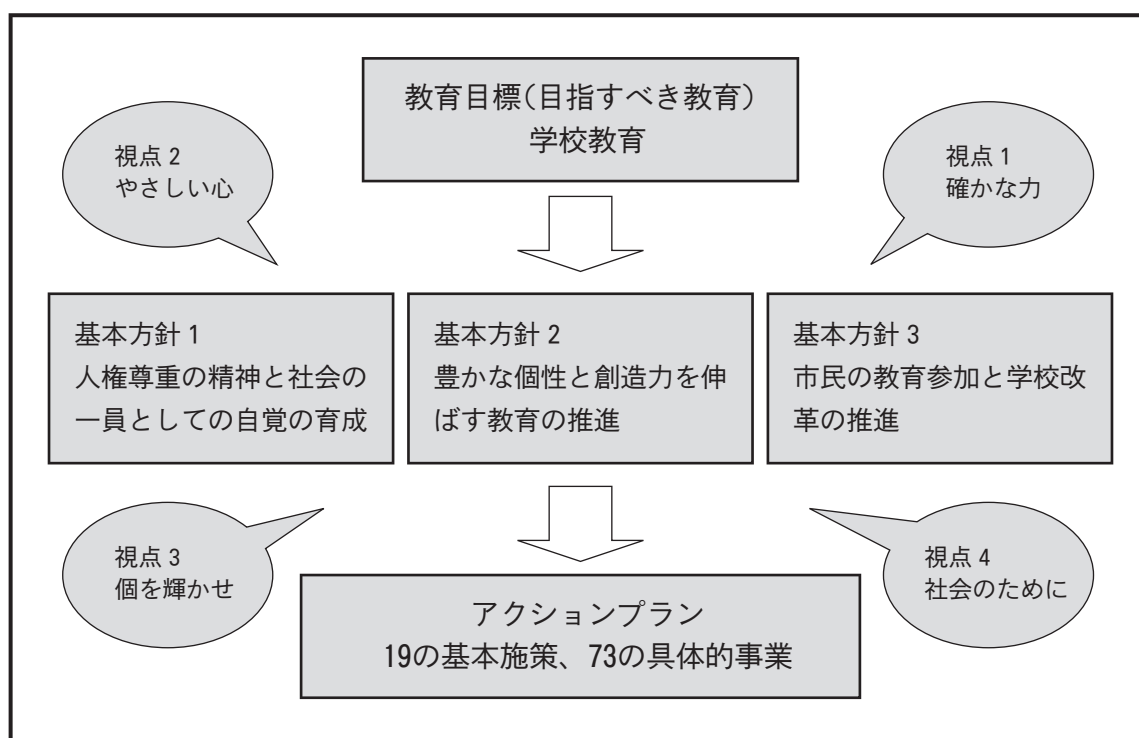 教育目標(目指すべき教育)
学校教育
視点 2
やさしい心
視点 1
確かな力
基本方針 1
人権尊重の精神と社会の
一員としての自覚の育成
基本方針 2
豊かな個性と創造力を伸
ばす教育の推進
基本方針 3
市民の教育参加と学校改
革の推進
視点 3
個を輝かせ
視点 4
社会のために
アクションプラン
19の基本施策、73の具体的事業